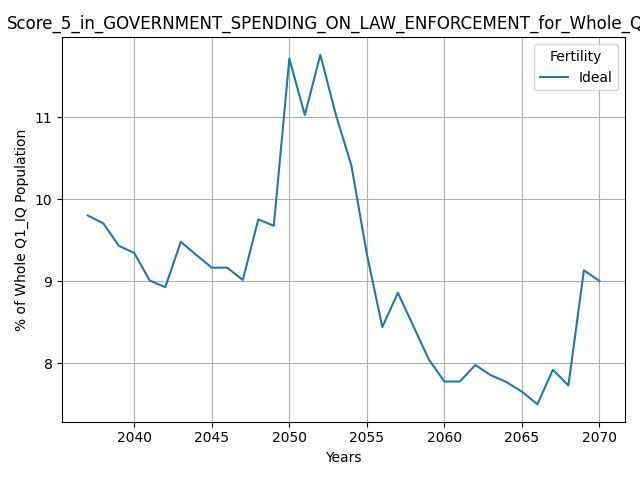 Score_5_in_GOVERNMENT_SPENDING_ON_LAW_ENFORCEMENT_for_Whole_Q
Fertility
Ideal
% of Whole Q1_IQ Population
11
10
9
8
2040 2045 2050 2055 2060 2065 2070
Years